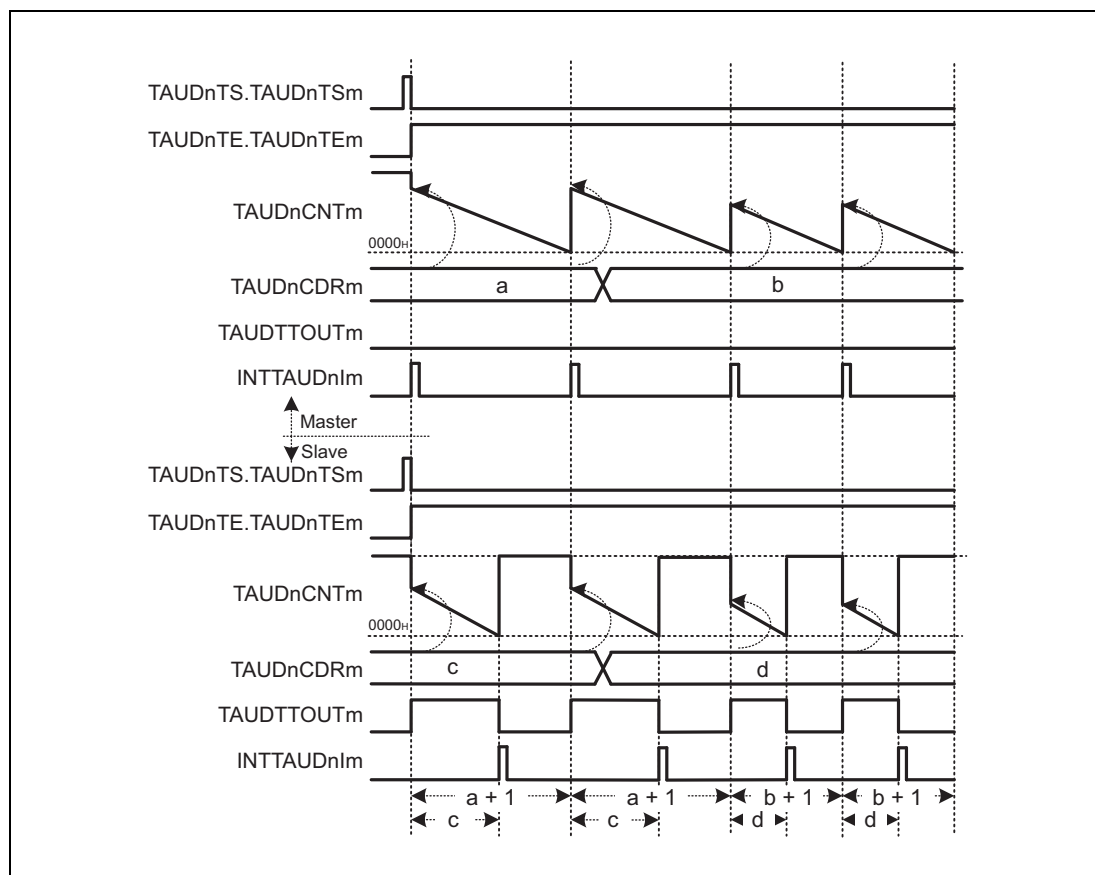 TAUDnTS.TAUDnTSm
TAUDnTE.TAUDnTEm
TAUDnCNTm
0000H
TAUDnCDRm
a
b
TAUDTTOUTm
INTTAUDnIm
Master
Slave
TAUDnTS.TAUDnTSm
TAUDnTE.TAUDnTEm
TAUDnCNTm
0000H
TAUDnCDRm
c
d
TAUDTTOUTm
INTTAUDnIm
a + 1 a + 1 b + 1 b + 1
c c d d